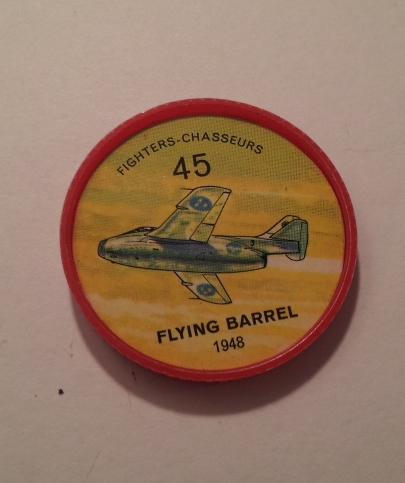 FIGHTERS-CHASSEURS
45
FLYING BARREL
1948